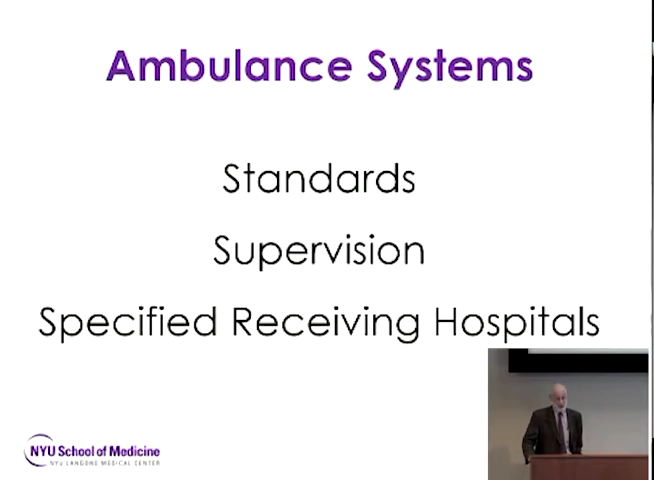 Ambulance Systems
Standards
Supervision
Specified Receiving Hospitals
NYU School of Medicine
NYU LANGONE MEDICAL CENTER